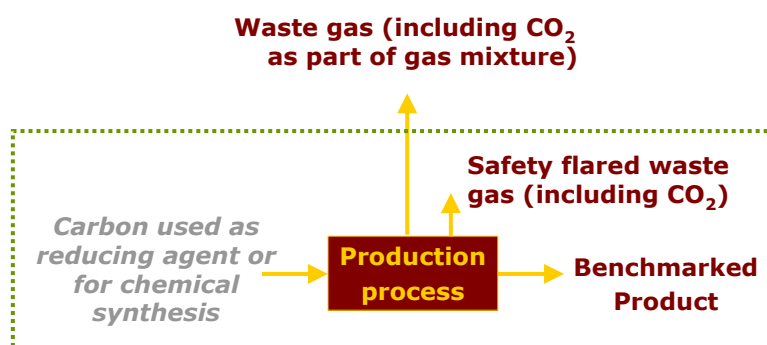 Waste gas (including CO₂
as part of gas mixture)
Safety flared waste
gas (including CO₂)
Carbon used as
reducing agent or
for chemical
synthesis
Production
process
Benchmarked
Product